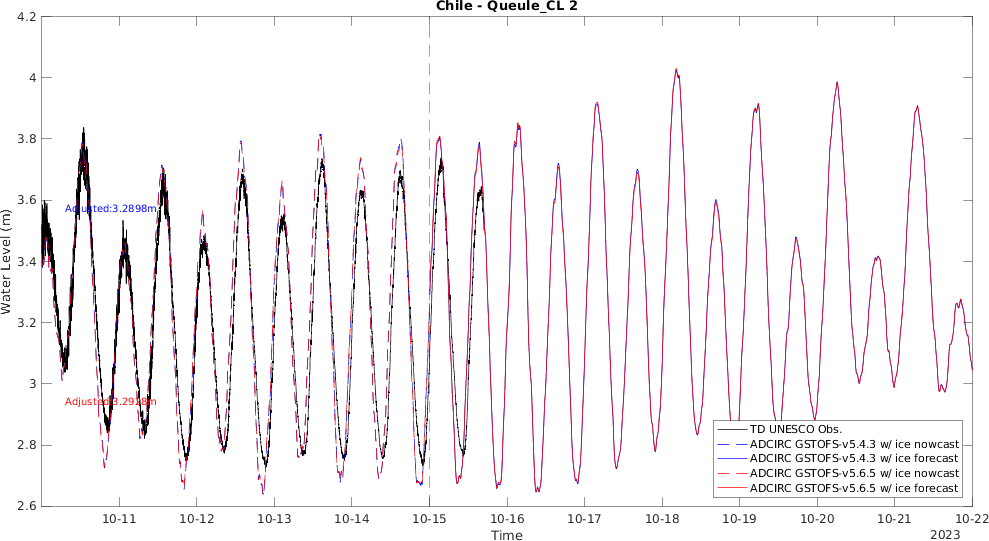 Chile - Queule_CL 2
4.2
4
3.8
3.6
3.4
3.2
3
2.8
2.6
Water Level (m)
Adjusted:3.2898m
Adjusted:3.2928m
TD UNESCO Obs.
ADCIRC GSTOFS-v5.4.3 w/ ice nowcast
ADCIRC GSTOFS-v5.4.3 w/ ice forecast
ADCIRC GSTOFS-v5.6.5 w/ ice nowcast
ADCIRC GSTOFS-v5.6.5 w/ ice forecast
10-11 10-12 10-13 10-14 10-15 10-16 10-17 10-18 10-19 10-20 10-21 10-22
Time
2023